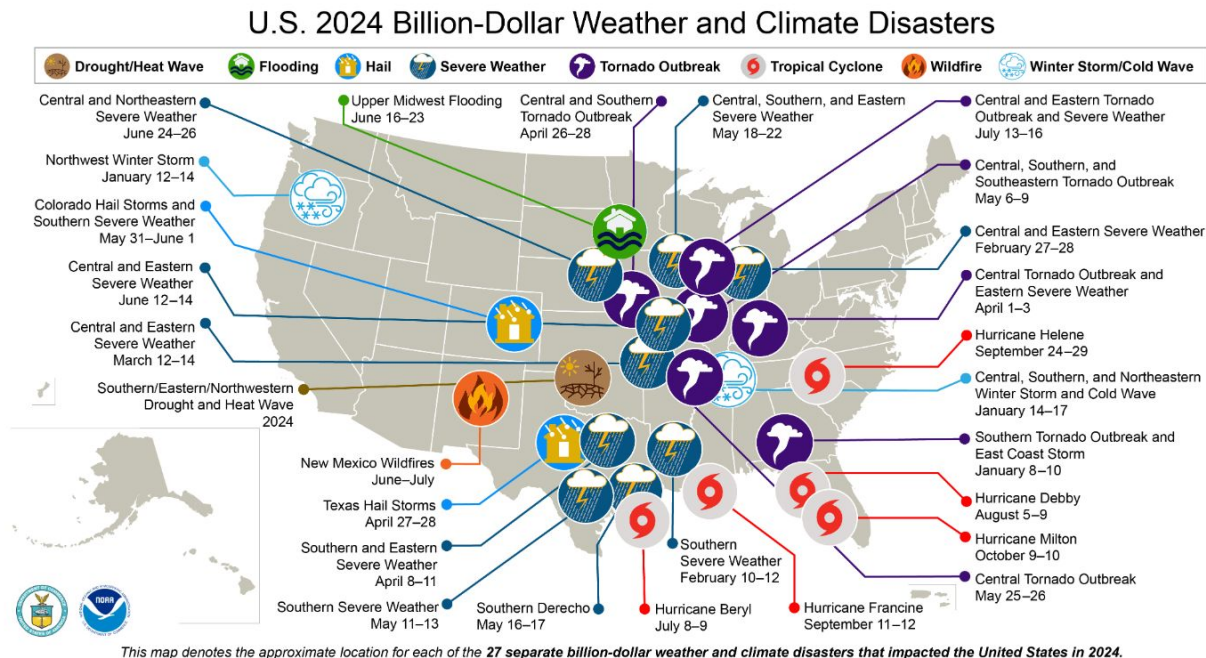 U.S. 2024 Billion-Dollar Weather and Climate Disasters
Drought/Heat Wave
Flooding
Hail
Severe Weather
Tornado Outbreak
Tropical Cyclone
Wildfire
Winter Storm/Cold Wave
Central and Northeastern
Severe Weather
June 24–26
Northwest Winter Storm
January 12–14
Colorado Hail Storms and
Southern Severe Weather
May 31–June 1
Central and Eastern
Severe Weather
June 12–14
Central and Eastern
Severe Weather
March 12–14
Southern/Eastern/Northwestern
Drought and Heat Wave
2024
New Mexico Wildfires
June–July
Texas Hail Storms
April 27–28
Southern and Eastern
Severe Weather
April 8–11
Southern Severe Weather
May 11–13
Upper Midwest Flooding
June 16–23
Central and Southern
Tornado Outbreak
April 26–28
Central, Southern, and Eastern
Severe Weather
May 18–22
Central and Eastern Tornado
Outbreak and Severe Weather
July 13–16
Central, Southern, and
Southeastern Tornado Outbreak
May 6–9
Central and Eastern Severe Weather
February 27–28
Central Tornado Outbreak and
Eastern Severe Weather
April 1–3
Hurricane Helene
September 24–29
Central, Southern, and Northeastern
Winter Storm and Cold Wave
January 14–17
Southern Tornado Outbreak and
East Coast Storm
January 8–10
Hurricane Debby
August 5–9
Hurricane Milton
October 9–10
Central Tornado Outbreak
May 25–26
Southern Derecho
May 16–17
Hurricane Beryl
July 8–9
Southern
Severe Weather
February 10–12
Hurricane Francine
September 11–12
NOAA
This map denotes the approximate location for each of the 27 separate billion-dollar weather and climate disasters that impacted the United States in 2024.